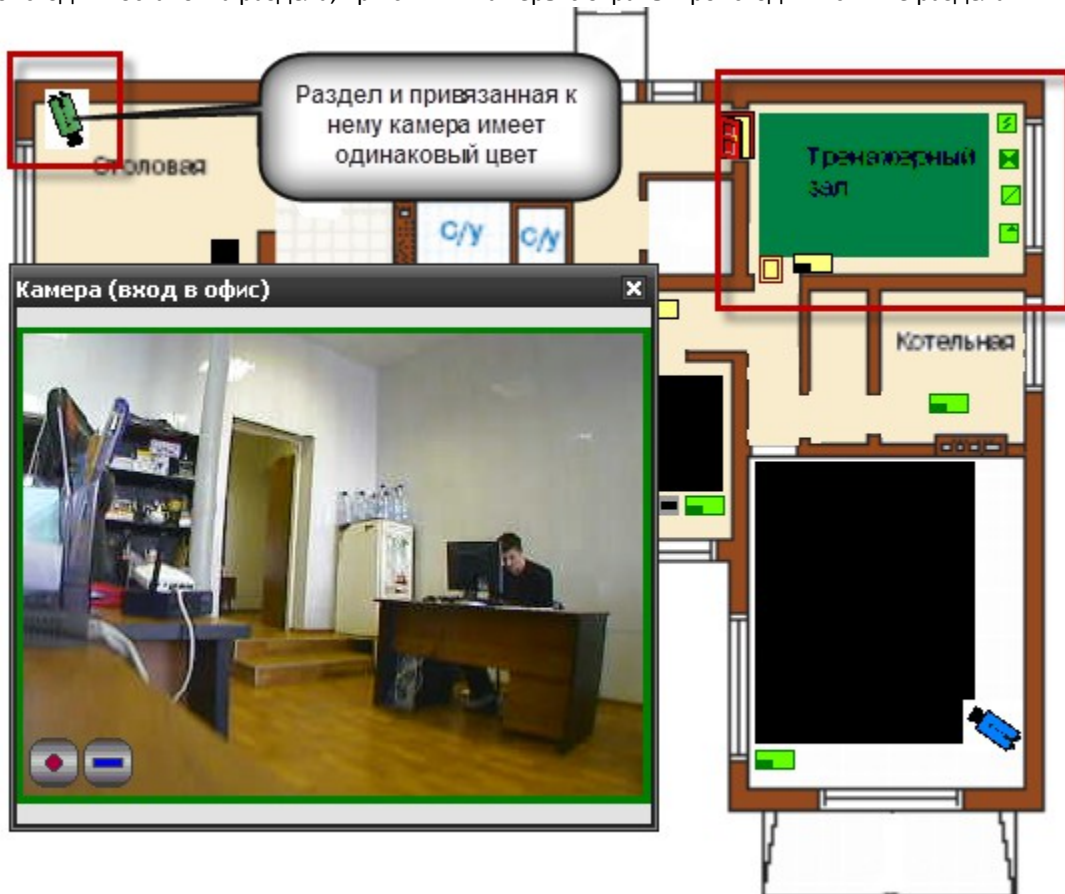 Раздел и привязанная к
нему камера имеет
одинаковый цвет
Столовая
Тренажерный
зал
С/у
С/у
Камера (вход в офис)
Котельная